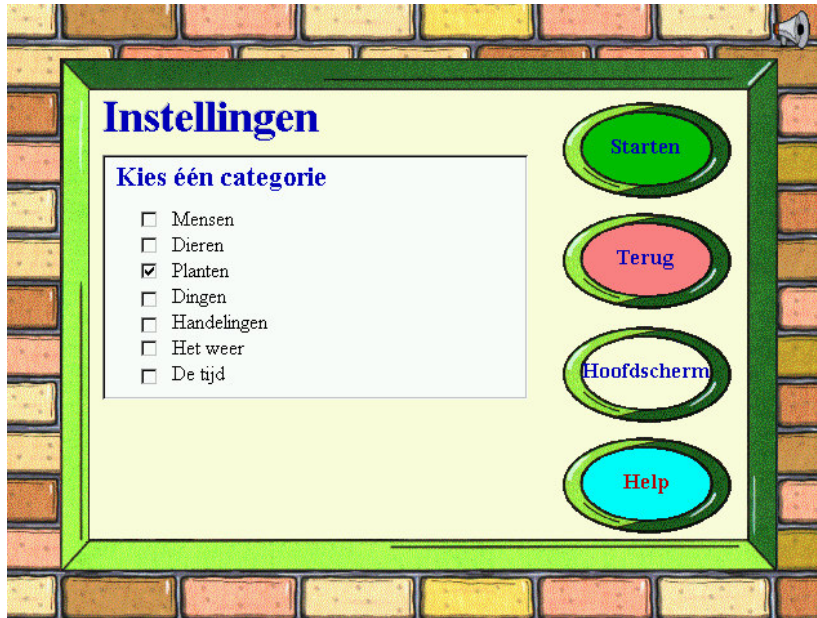 Instellingen
Kies één categorie
Mensen
Dieren
Planten
Dingen
Handelingen
Het weer
De tijd
Starten
Terug
Hoofdscherm
Help